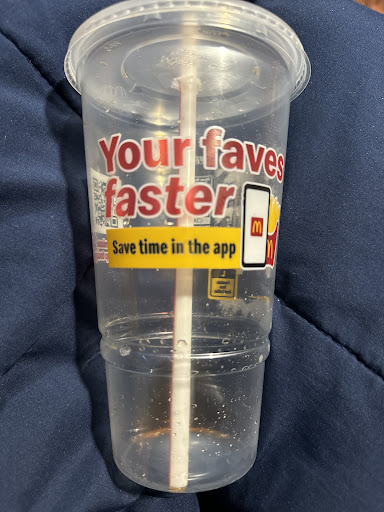 Your faves
faster
Save time in the app